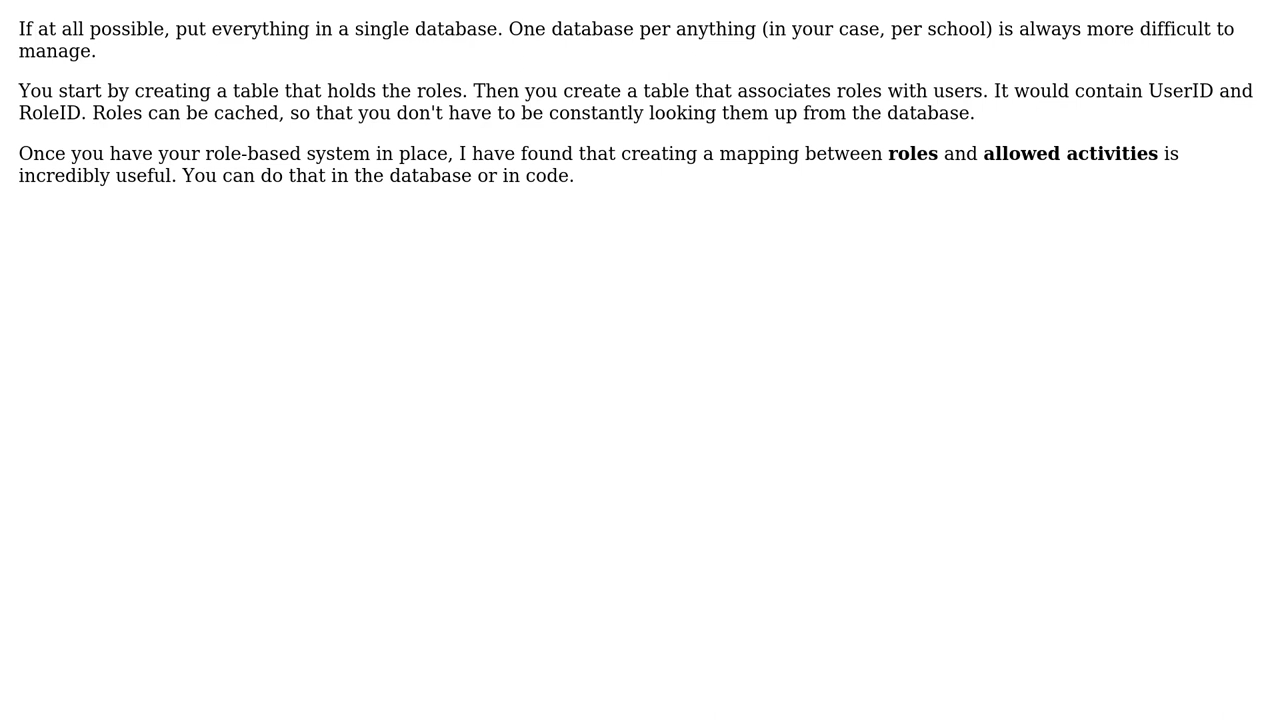 If at all possible, put everything in a single database. One database per anything (in your case, per school) is always more difficult to
manage.
You start by creating a table that holds the roles. Then you create a table that associates roles with users. It would contain UserID and
RoleID. Roles can be cached, so that you don't have to be constantly looking them up from the database.
Once you have your role-based system in place, I have found that creating a mapping between roles and allowed activities is
incredibly useful. You can do that in the database or in code.